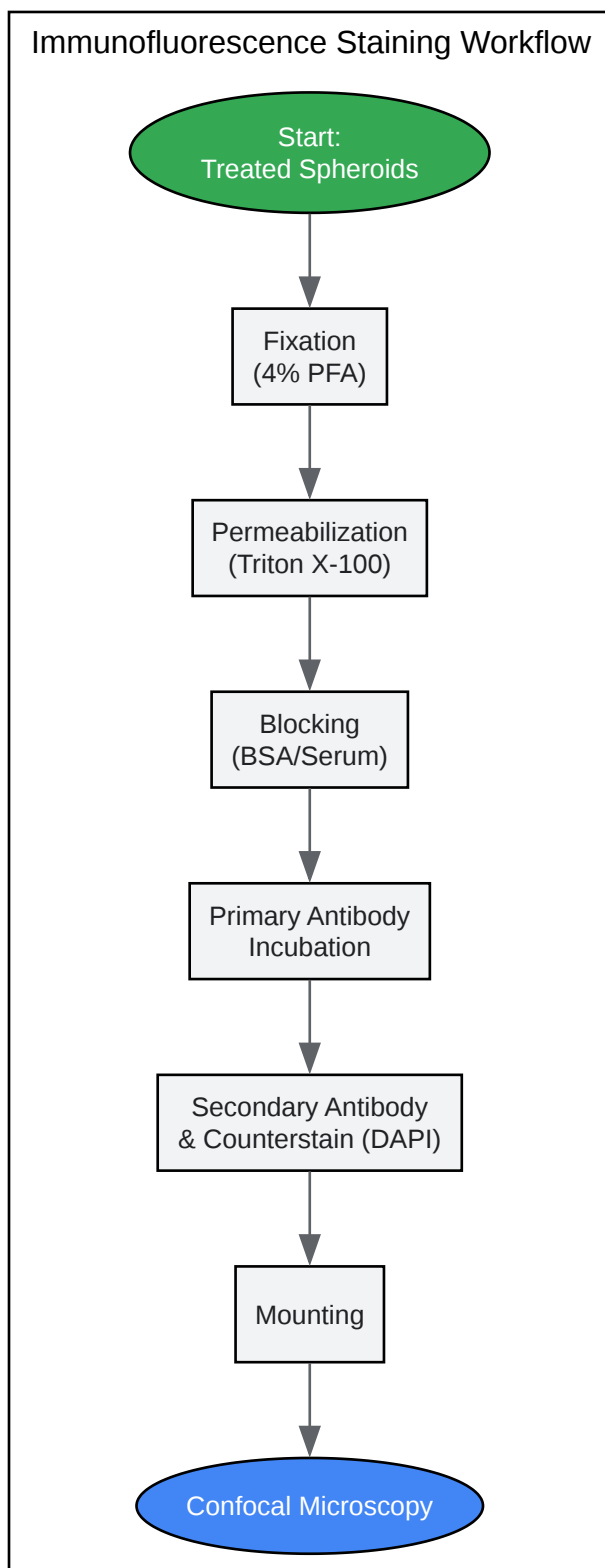 Immunofluorescence Staining Workflow
Start:
Treated Spheroids
Fixation
(4% PFA)
Permeabilization
(Triton X-100)
Blocking
(BSA/Serum)
Primary Antibody
Incubation
Secondary Antibody
& Counterstain (DAPI)
Mounting
Confocal Microscopy